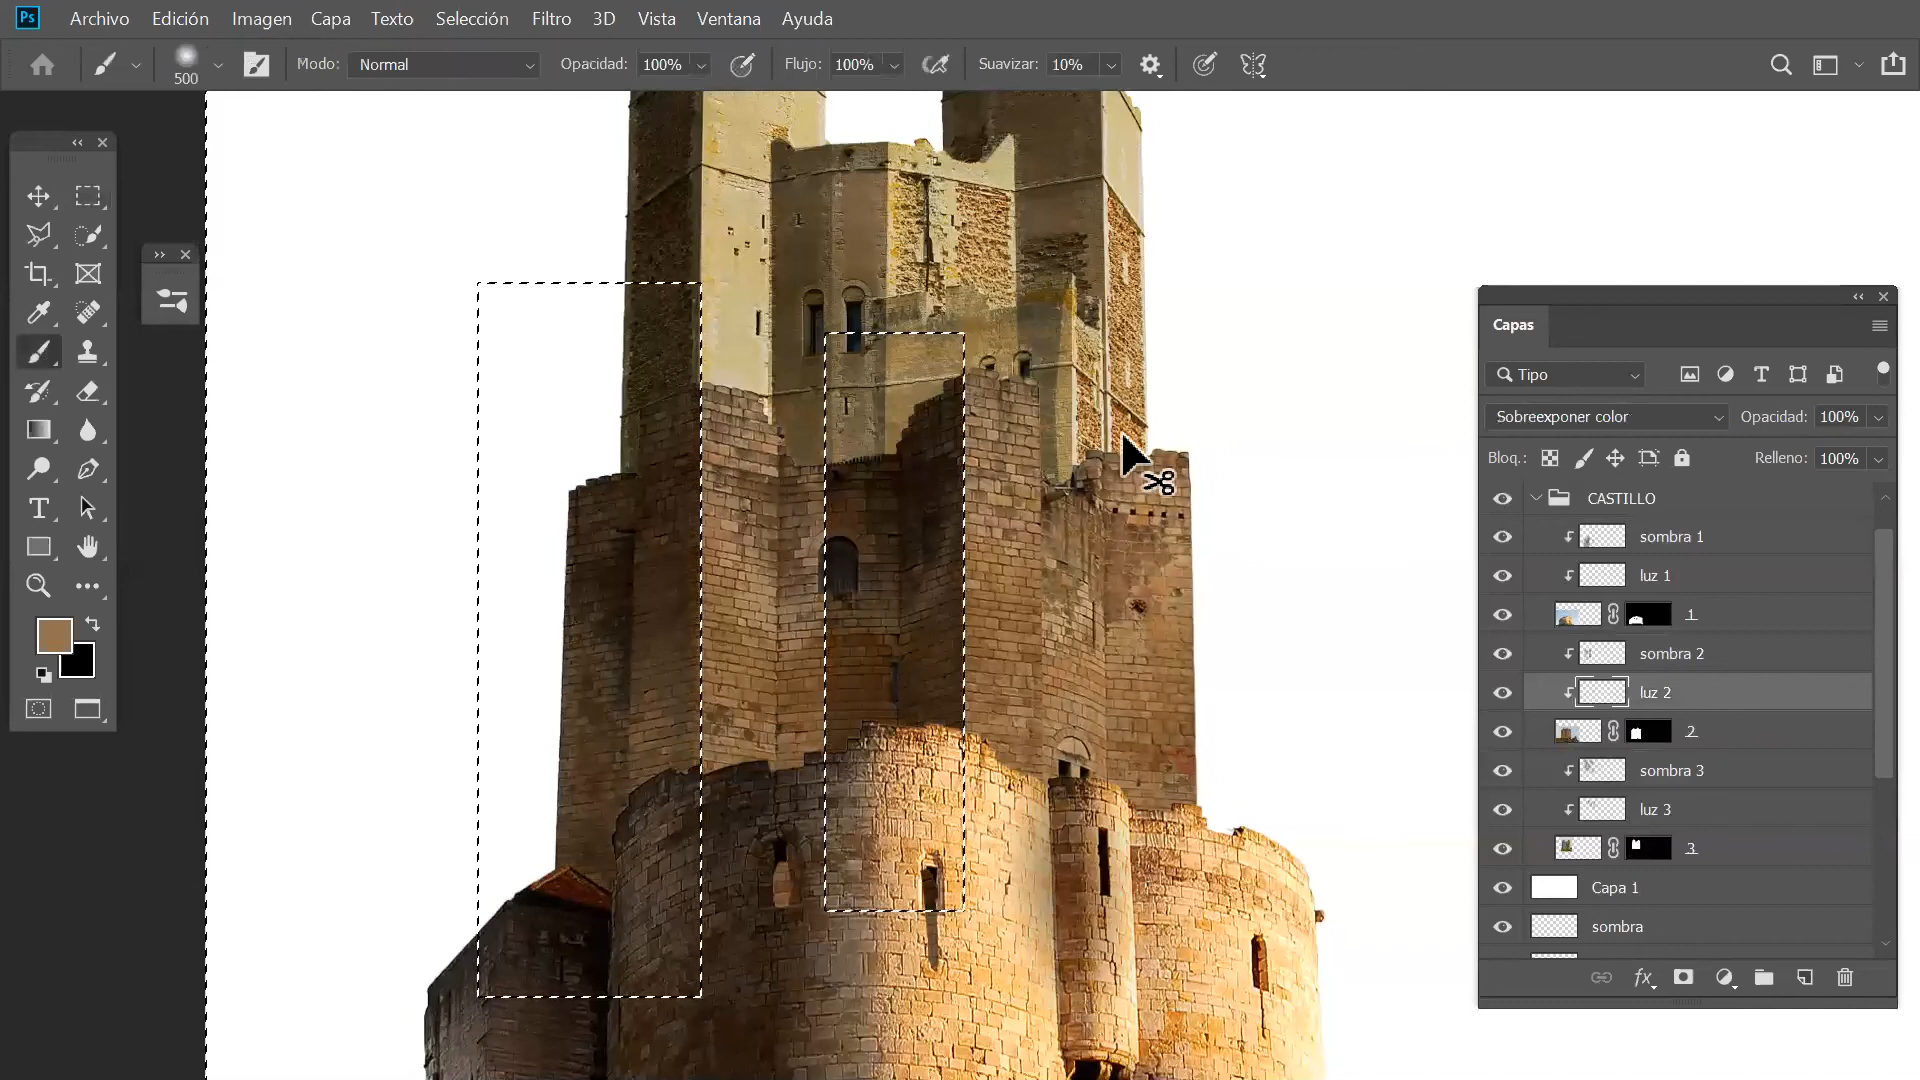 Ps Archivo Edición Imagen Capa Texto Selección Filtro 3D Vista Ventana Ayuda
500 Modo: Normal Opacidad: 100% Flujo: 100% Suavizar: 10%
Capas
Tipo
Sobreexponer color Opacidad: 100%
Bloq.: Relleno: 100%
CASTILLO
sombra 1
luz 1
1
sombra 2
luz 2
2
sombra 3
luz 3
3
Capa 1
sombra
fx